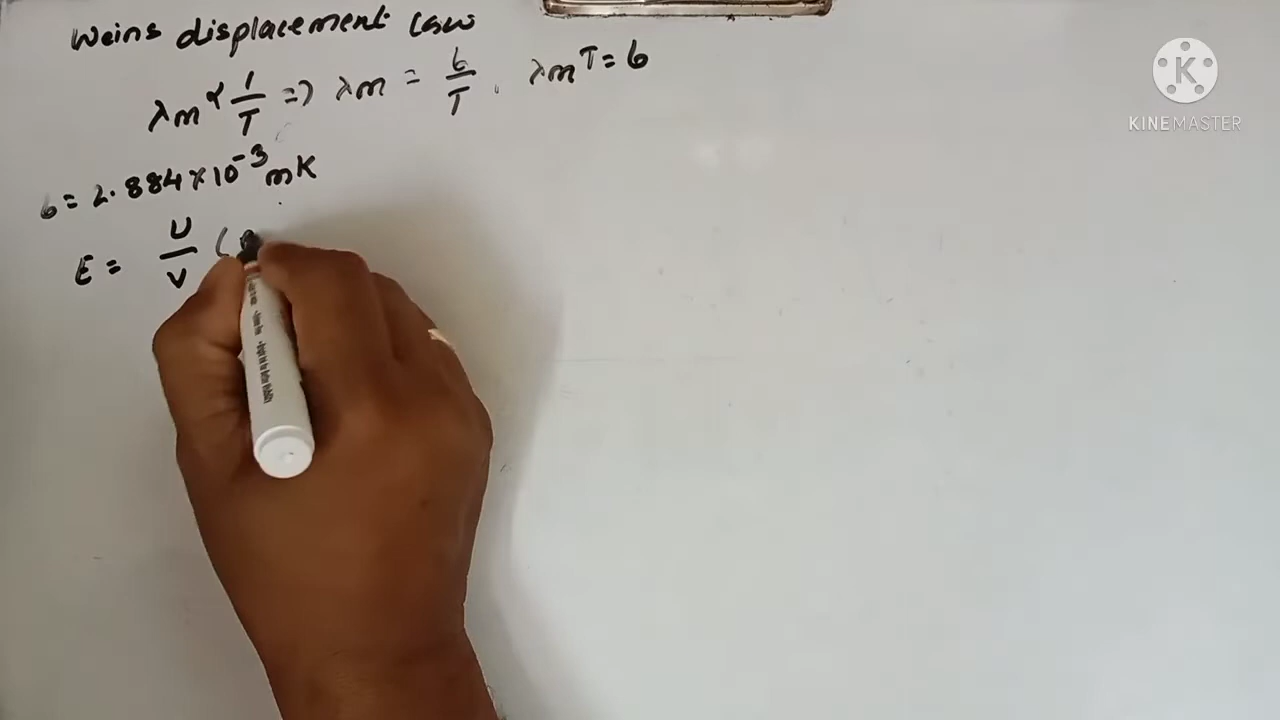 Weins displacement Law
λm ∝ 1/T => λm = b/T . λmT = b
b = 2.884 × 10⁻³ mK
E = U/V (
K
KINEMASTER